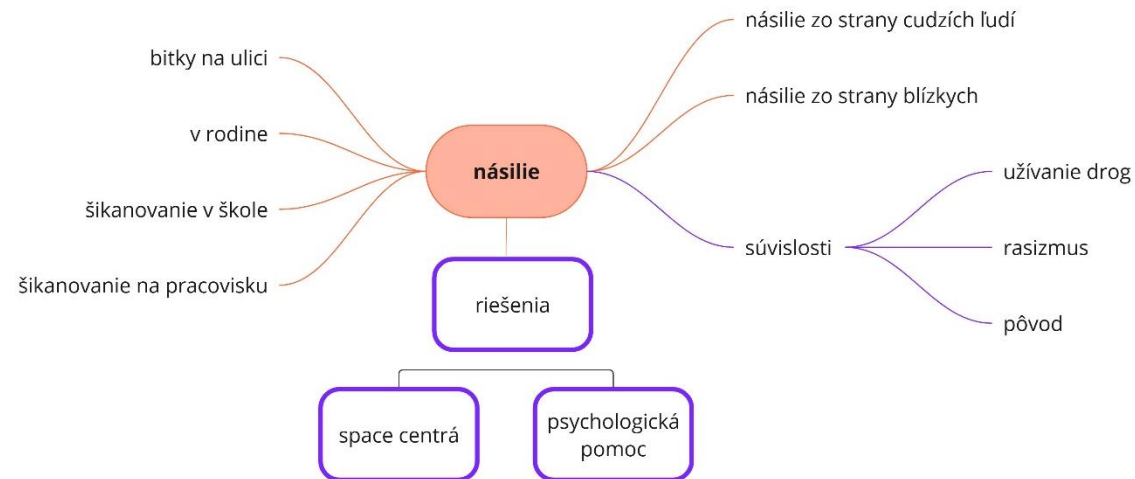 bitky na ulici
v rodine
šikanovanie v škole
šikanovanie na pracovisku
násilie
násilie zo strany cudzích ľudí
násilie zo strany blízkych
súvislosti
užívanie drog
rasizmus
pôvod
riešenia
space centrá
psychologická
pomoc